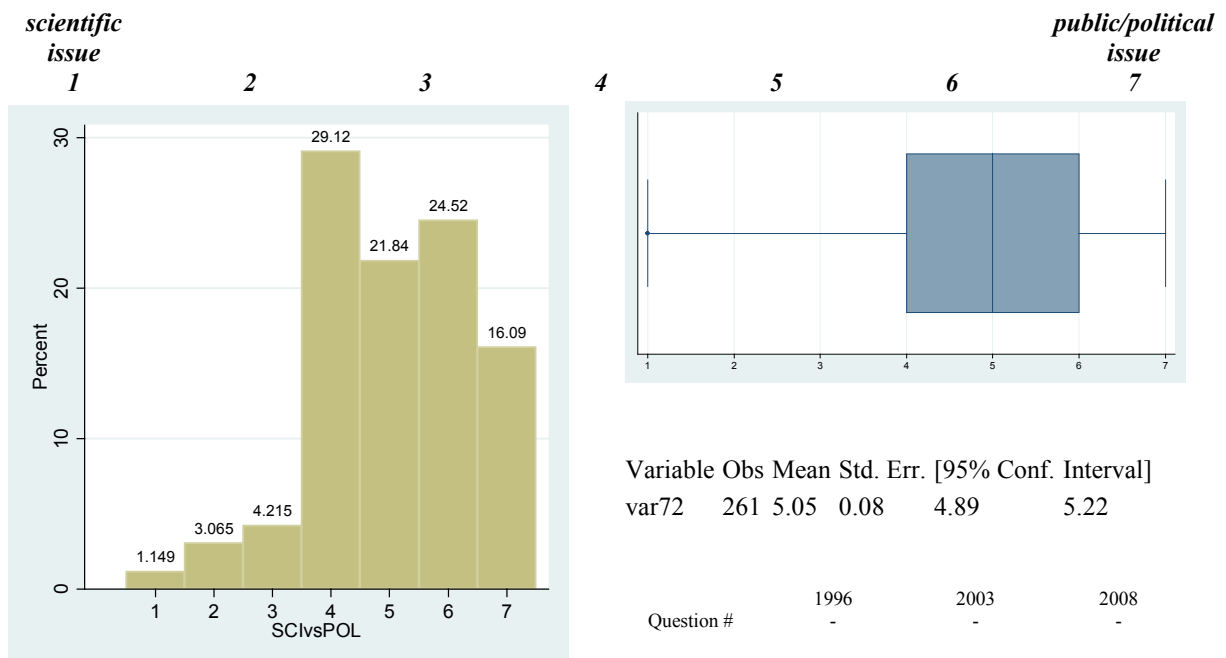 scientific
issue
public/political
issue
1 2 3 4 5 6 7
30
20
10
0
Percent
1.149
3.065
4.215
29.12
21.84
24.52
16.09
1 2 3 4 5 6 7
SCIvsPOL
1 2 3 4 5 6 7
Variable Obs Mean Std. Err. [95% Conf. Interval]
var72 261 5.05 0.08 4.89 5.22
1996 2003 2008
Question # - - -